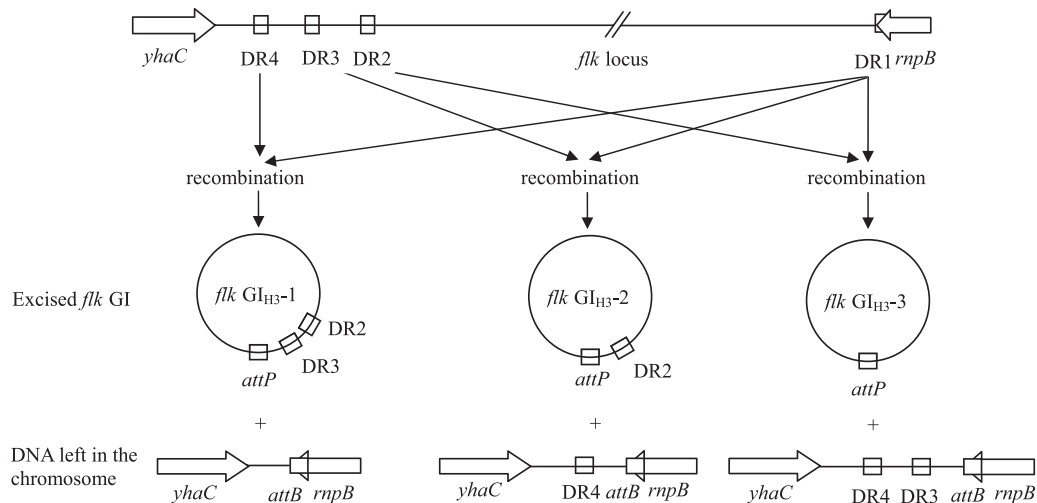 yhaC DR4 DR3 DR2 flk locus DR1 rnpB
recombination recombination recombination
Excised flk GI
flk GIH3-1
DR2
DR3
attP
flk GIH3-2
DR2
attP
flk GIH3-3
attP
+ + +
DNA left in the
chromosome
yhaC attB rnpB
yhaC DR4 attB rnpB
yhaC DR4 DR3 attB rnpB